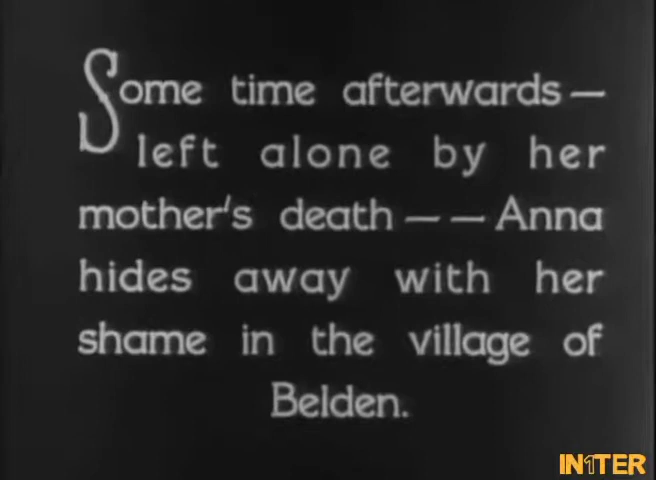 Some time afterwards —
left alone by her
mother's death — — Anna
hides away with her
shame in the village of
Belden.
IN1TER